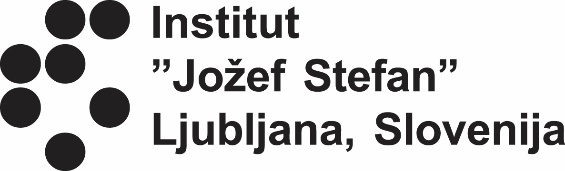 Institut
”Jožef Stefan”
Ljubljana, Slovenija